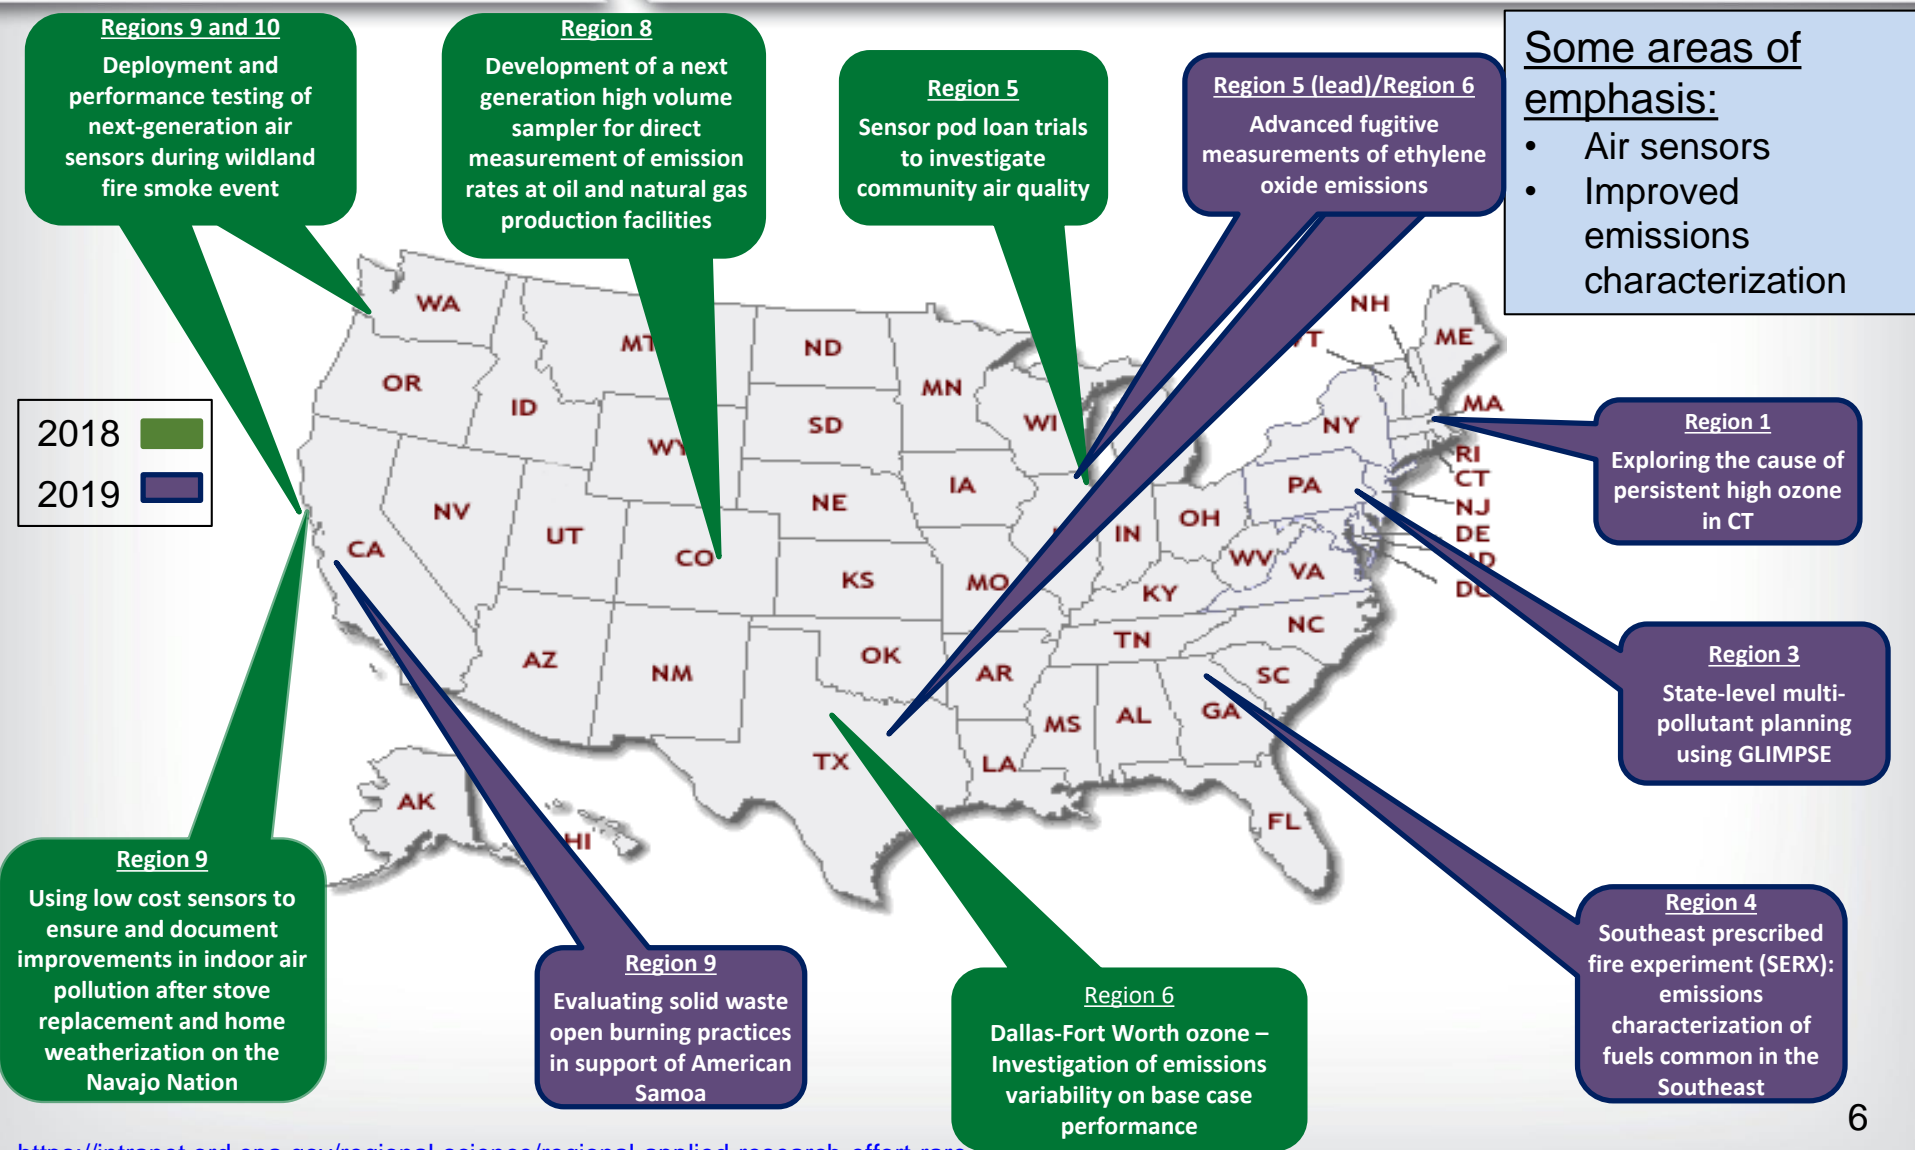 Regions 9 and 10
Deployment and
performance testing of
next-generation air
sensors during wildland
fire smoke event
Region 8
Development of a next
generation high volume
sampler for direct
measurement of emission
rates at oil and natural gas
production facilities
Region 5
Sensor pod loan trials
to investigate
community air quality
Region 5 (lead)/Region 6
Advanced fugitive
measurements of ethylene
oxide emissions
Some areas of
emphasis:
• Air sensors
• Improved
emissions
characterization
2018
2019
WA
OR
ID
MT
ND
MN
WI
SD
WY
NE
IA
NV
UT
CO
CA
KS
MO
AZ
NM
OK
AR
TX
LA
MS
AL
GA
TN
KY
IN
OH
WV
VA
NC
SC
FL
PA
NY
NH
ME
MA
RI
CT
NJ
DE
AK
HI
Region 1
Exploring the cause of
persistent high ozone
in CT
Region 3
State-level multi-
pollutant planning
using GLIMPSE
Region 4
Southeast prescribed
fire experiment (SERX):
emissions
characterization of
fuels common in the
Southeast
Region 9
Using low cost sensors to
ensure and document
improvements in indoor air
pollution after stove
replacement and home
weatherization on the
Navajo Nation
Region 9
Evaluating solid waste
open burning practices
in support of American
Samoa
Region 6
Dallas-Fort Worth ozone –
Investigation of emissions
variability on base case
performance
6